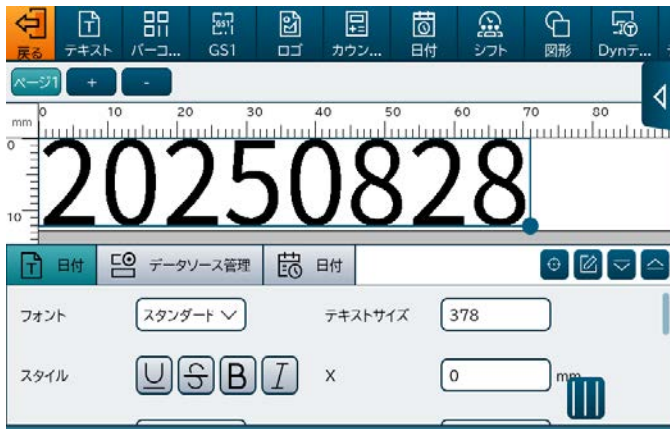 戻る テキスト バーコ... GS1 ロゴ カウン... 日付 シフト 図形 Dynテ...
ページ1 + -
mm 0 10 20 30 40 50 60 70 80
0
10
20250828
日付 データソース管理 日付
フォント スタンダード テキストサイズ 378
スタイル U S B I X 0 mm